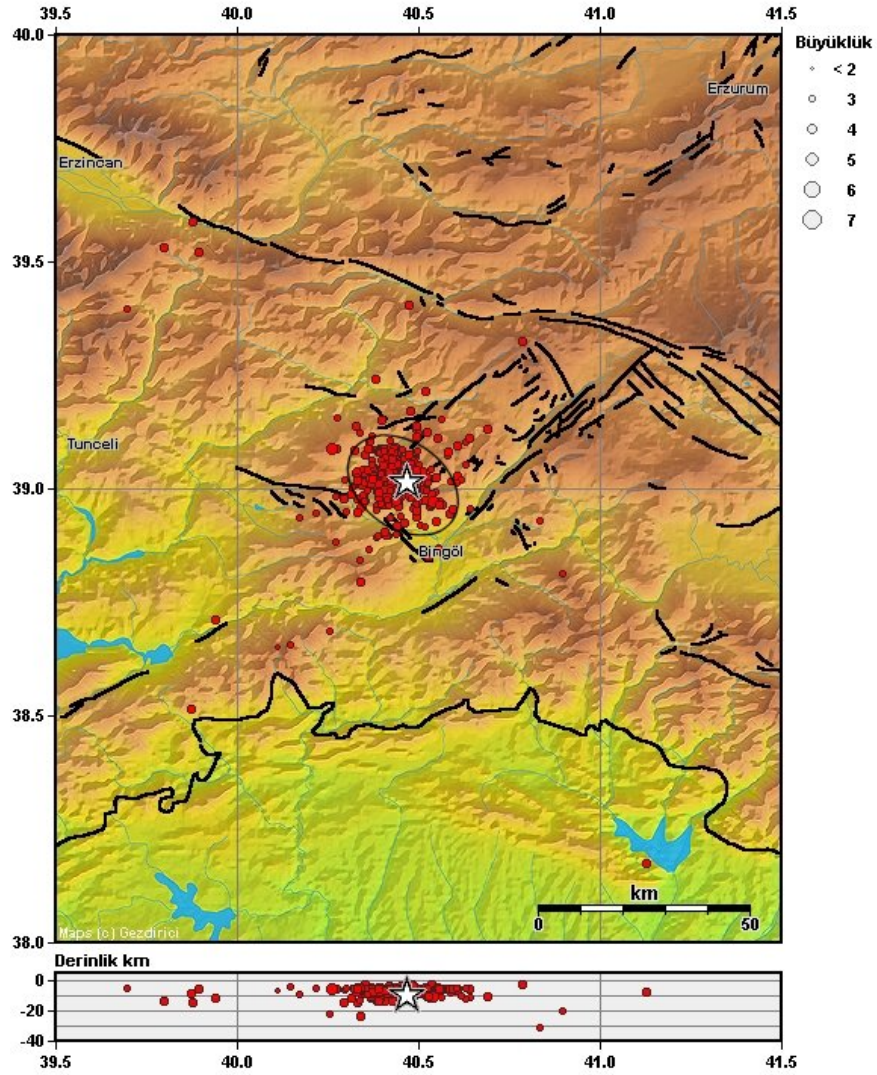 39.5 40.0 40.5 41.0 41.5
40.0
Büyüklük
< 2
3
4
5
6
7
Erzurum
Erzincan
39.5
Tunceli
39.0
Bingöl
38.5
km
0 50
Maps (c) Gezdirici
38.0
Derinlik km
0
-20
-40
39.5 40.0 40.5 41.0 41.5